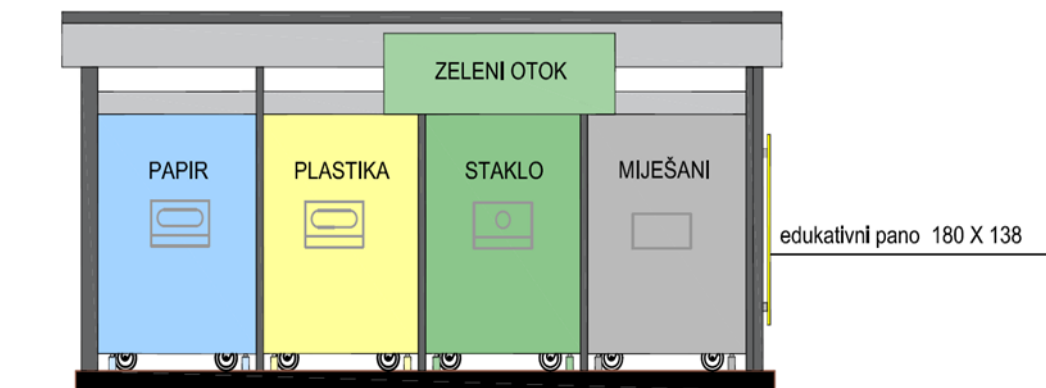 ZELENI OTOK
PAPIR
PLASTIKA
STAKLO
MIJEŠANI
edukativni pano 180 X 138